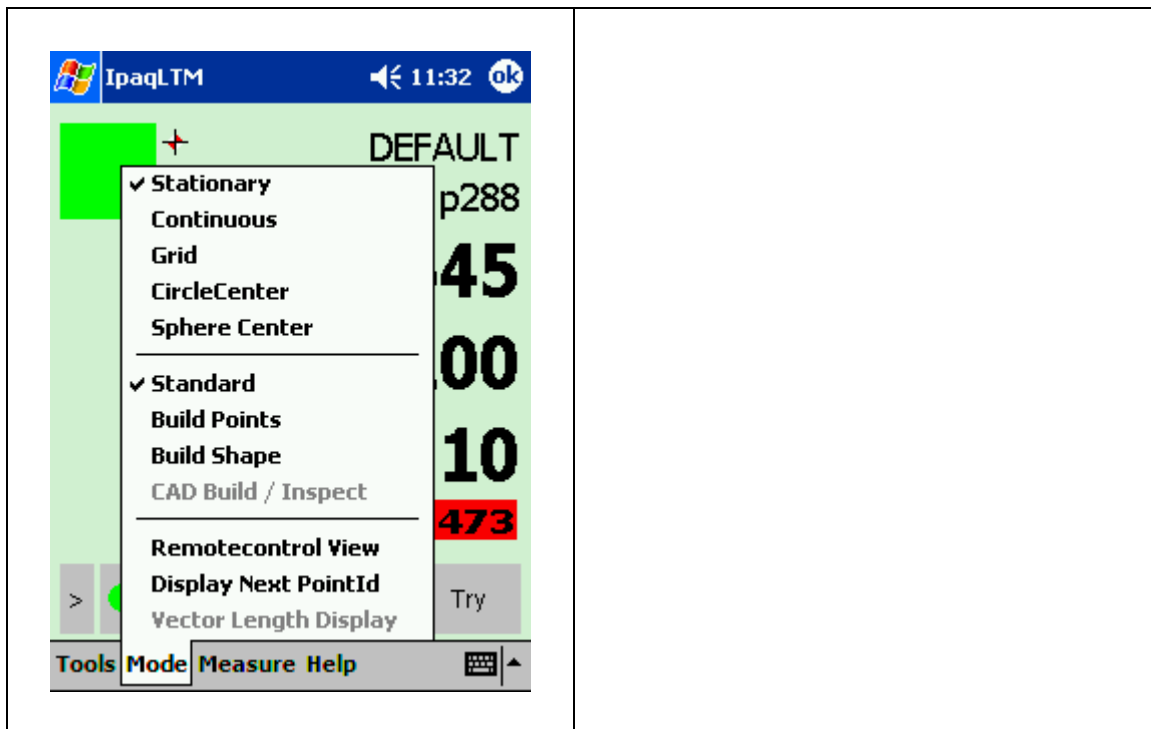 IpaqLTM 11:32 ok
DEFAULT
p288
Stationary
Continuous
Grid
CircleCenter
Sphere Center
Standard
Build Points
Build Shape
CAD Build / Inspect
Remotecontrol View
Display Next PointId
Vector Length Display
45
.00
10
473
> Try
Tools Mode Measure Help